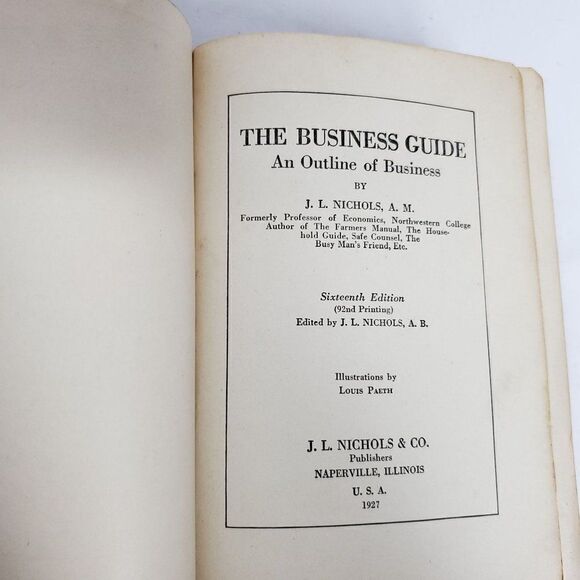 THE BUSINESS GUIDE
An Outline of Business
BY
J. L. NICHOLS, A. M.
Formerly Professor of Economics, Northwestern College
Author of The Farmers Manual, The House-
hold Guide, Safe Counsel, The
Busy Man's Friend, Etc.
Sixteenth Edition
(92nd Printing)
Edited by J. L. NICHOLS, A. B.
Illustrations by
LOUIS PAETH
J. L. NICHOLS & CO.
Publishers
NAPERVILLE, ILLINOIS
U. S. A.
1927